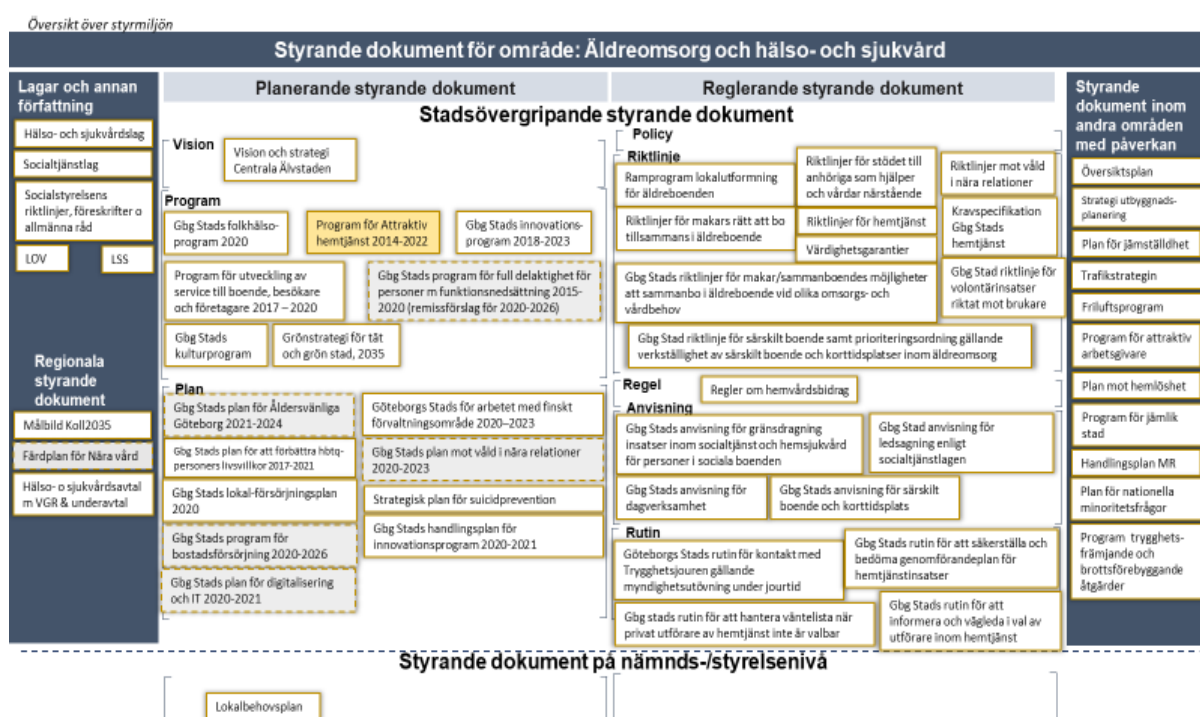 Översikt över styrmiljön
Styrande dokument för område: Äldreomsorg och hälso- och sjukvård
Lagar och annan
författning
Hälso- och sjukvårdslag
Socialtjänstlag
Socialstyrelsens
riktlinjer, föreskrifter o
allmänna råd
LOV
LSS
Regionala
styrande
dokument
Målbild Koll2035
Färdplan för Nära vård
Hälso- o sjukvårdsavtal
m VGR & underavtal
Planerande styrande dokument
Reglerande styrande dokument
Stadsövergripande styrande dokument
Vision
Vision och strategi
Centrala Älvstaden
Program
Gbg Stads folkhälso-
program 2020
Program för Attraktiv
hemtjänst 2014-2022
Gbg Stads innovations-
program 2018-2023
Program för utveckling av
service till boende, besökare
och företagare 2017 – 2020
Gbg Stads program för full delaktighet för
personer m funktionsnedsättning 2015-
2020 (remissförslag för 2020-2026)
Gbg Stads
kulturprogram
Grönstrategi för tät
och grön stad, 2035
Plan
Gbg Stads plan för Åldersvänliga
Göteborg 2021-2024
Göteborgs Stads för arbetet med finskt
förvaltningsområde 2020–2023
Gbg Stads plan för att förbättra hbtq-
personers livsvillkor 2017-2021
Gbg Stads plan mot våld i nära relationer
2020-2023
Gbg Stads lokal-försörjningsplan
2020
Strategisk plan för suicidprevention
Gbg Stads program för
bostadsförsörjning 2020-2026
Gbg Stads handlingsplan för
innovationsprogram 2020-2021
Gbg Stads plan för digitalisering
och IT 2020-2021
Policy
Riktlinje
Ramprogram lokalutformning
för äldreboenden
Riktlinjer för stödet till
anhöriga som hjälper
och vårdar närstående
Riktlinjer mot våld
i nära relationer
Riktlinjer för makars rätt att bo
tillsammans i äldreboende
Riktlinjer för hemtjänst
Värdighetsgarantier
Kravspecifikation
Gbg Stads
hemtjänst
Gbg Stads riktlinjer för makar/sammanboendes möjligheter
att sammanbo i äldreboende vid olika omsorgs- och
vårdbehov
Gbg Stad riktlinje för
volontärinsatser
riktat mot brukare
Gbg Stad riktlinje för särskilt boende samt prioriteringsordning gällande
verkställighet av särskilt boende och korttidsplatser inom äldreomsorg
Regel
Regler om hemvårdsbidrag
Anvisning
Gbg Stads anvisning för gränsdragning
insatser inom socialtjänst och hemsjukvård
för personer i sociala boenden
Gbg Stad anvisning för
ledsagning enligt
socialtjänstlagen
Gbg Stads anvisning för
dagverksamhet
Gbg Stads anvisning för särskilt
boende och korttidsplats
Rutin
Göteborgs Stads rutin för kontakt med
Trygghetsjouren gällande
myndighetsutövning under jourtid
Gbg Stads rutin för att säkerställa och
bedöma genomförandeplan för
hemtjänstinsatser
Gbg stads rutin för att hantera väntelista när
privat utförare av hemtjänst inte är valbar
Gbg Stads rutin för att
informera och vägleda i val av
utförare inom hemtjänst
Styrande
dokument inom
andra områden
med påverkan
Översiktsplan
Strategi utbyggnads-
planering
Plan för jämställdhet
Trafikstrategin
Friluftsprogram
Program för attraktiv
arbetsgivare
Plan mot hemlöshet
Program för jämlik
stad
Handlingsplan MR
Plan för nationella
minoritetsfrågor
Program trygghets-
främjande och
brottsförebyggande
åtgärder
Styrande dokument på nämnds-/styrelsenivå
Lokalbehovsplan